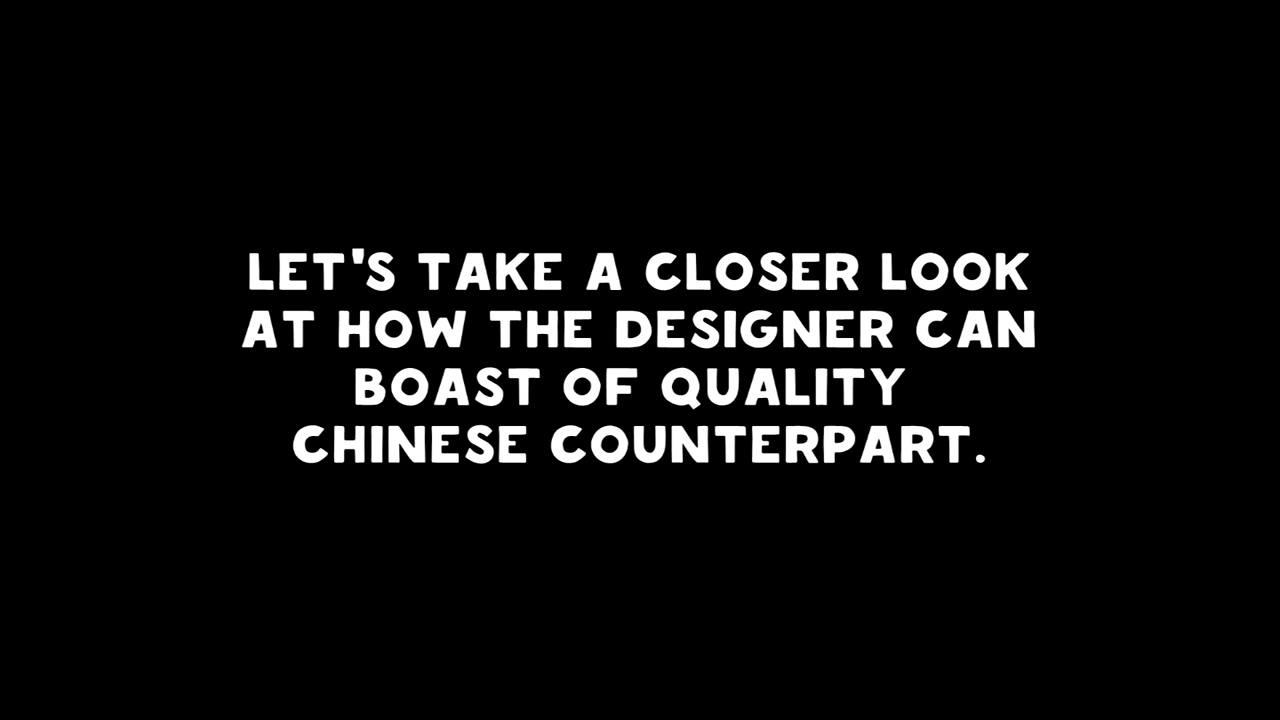 LET'S TAKE A CLOSER LOOK
AT HOW THE DESIGNER CAN
BOAST OF QUALITY
CHINESE COUNTERPART.